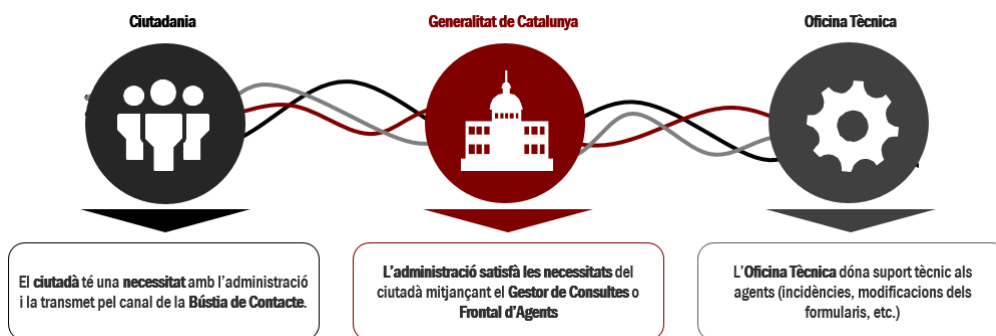 Ciutadania
Generalitat de Catalunya
Oficina Tècnica
El ciutadà té una necessitat amb l'administració
i la transmet pel canal de la Bústia de Contacte.
L'administració satisfà les necessitats del
ciutadà mitjançant el Gestor de Consultes o
Frontal d'Agents
L'Oficina Tècnica dóna suport tècnic als
agents (incidències, modificacions dels
formularis, etc.)